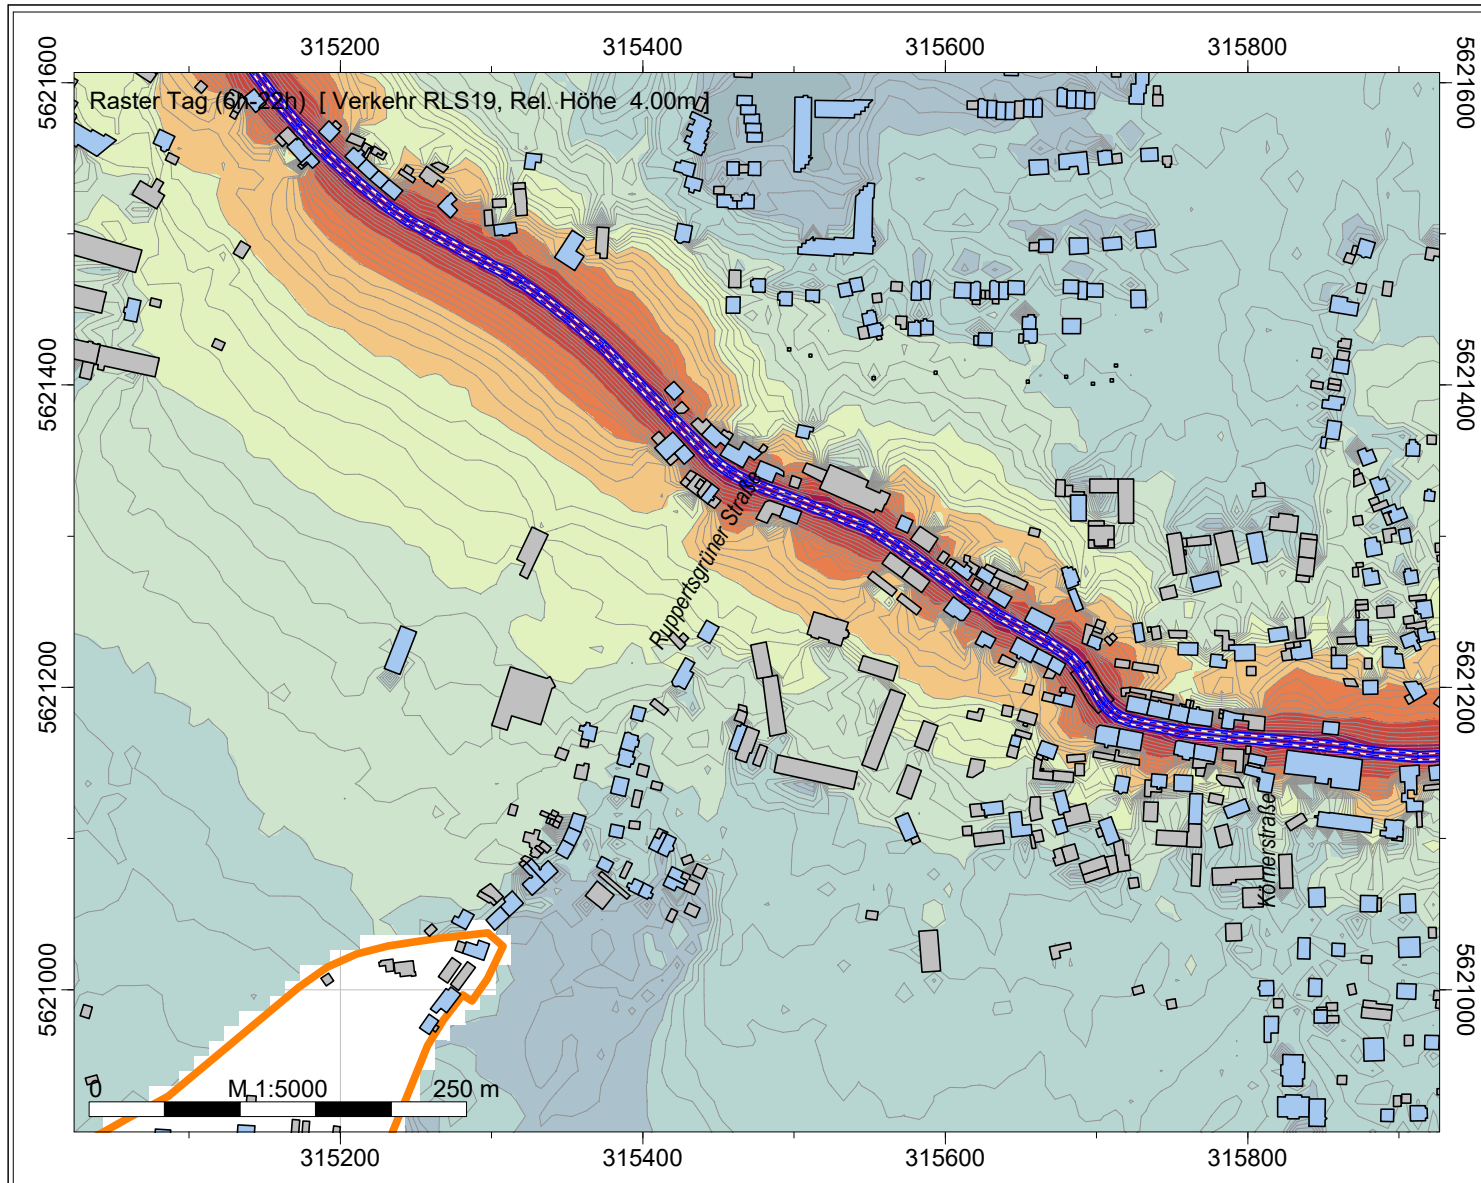 315200 315400 315600 315800
5621600 5621600
Raster Tag (6h-22h) [ Verkehr RLS19, Rel. Höhe 4.00m ]
5621400 5621400
Ruppertsgrüner Straße
5621200 5621200
Körnerstraße
5621000 5621000
0 M 1:5000 250 m
315200 315400 315600 315800